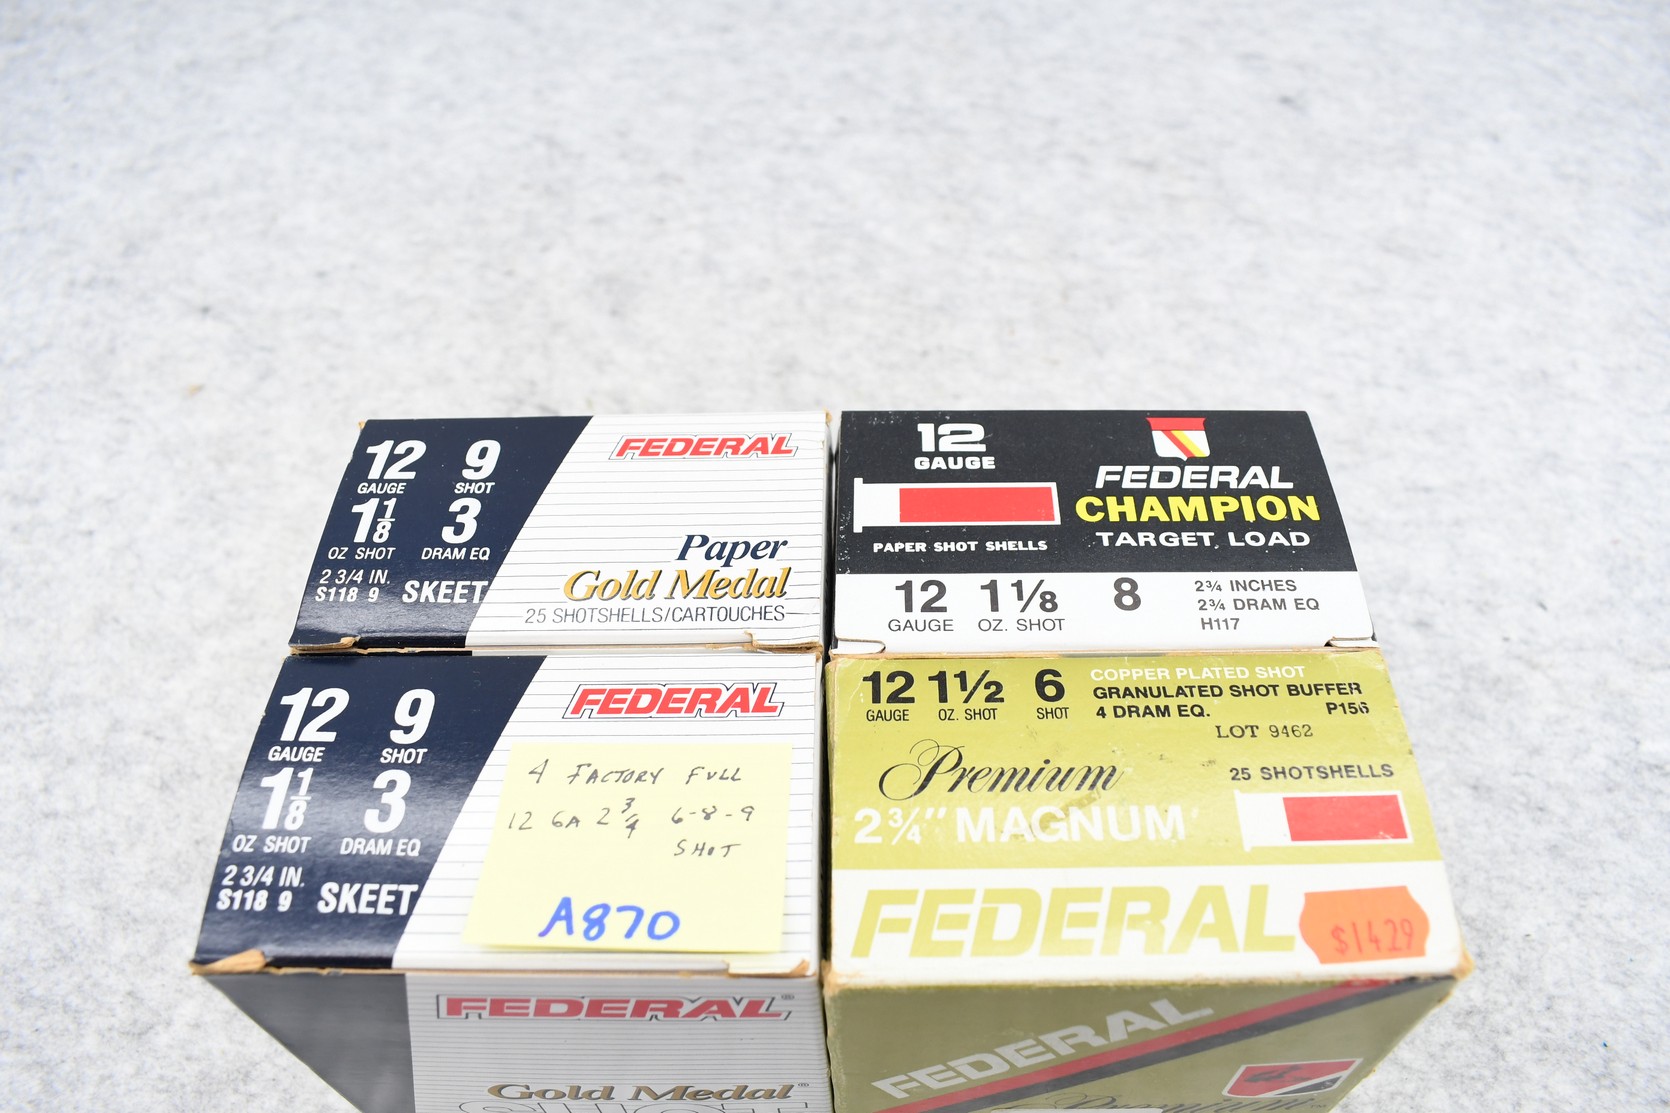 12 9
GAUGE SHOT
1 1/8 3
OZ SHOT DRAM EQ
2 3/4 IN.
S118 9 SKEET
FEDERAL
Paper
Gold Medal
25 SHOTSHELLS/CARTOUCHES
12
GAUGE
PAPER SHOT SHELLS
FEDERAL
CHAMPION
TARGET LOAD
12 1 1/8 8
GAUGE OZ. SHOT
2 3/4 INCHES
2 3/4 DRAM EQ
H117
12 9
GAUGE SHOT
1 1/8 3
OZ SHOT DRAM EQ
2 3/4 IN.
S118 9 SKEET
FEDERAL
4 FACTORY FULL
12 GA 2 3/4 6-8-9
SHOT
A870
FEDERAL®
Gold Medal®
12 1 1/2 6
GAUGE OZ. SHOT SHOT
COPPER PLATED SHOT
GRANULATED SHOT BUFFER
4 DRAM EQ. P156
LOT 9462
Premium
25 SHOTSHELLS
2 3/4" MAGNUM
FEDERAL
$14.29
FEDERAL
Premium